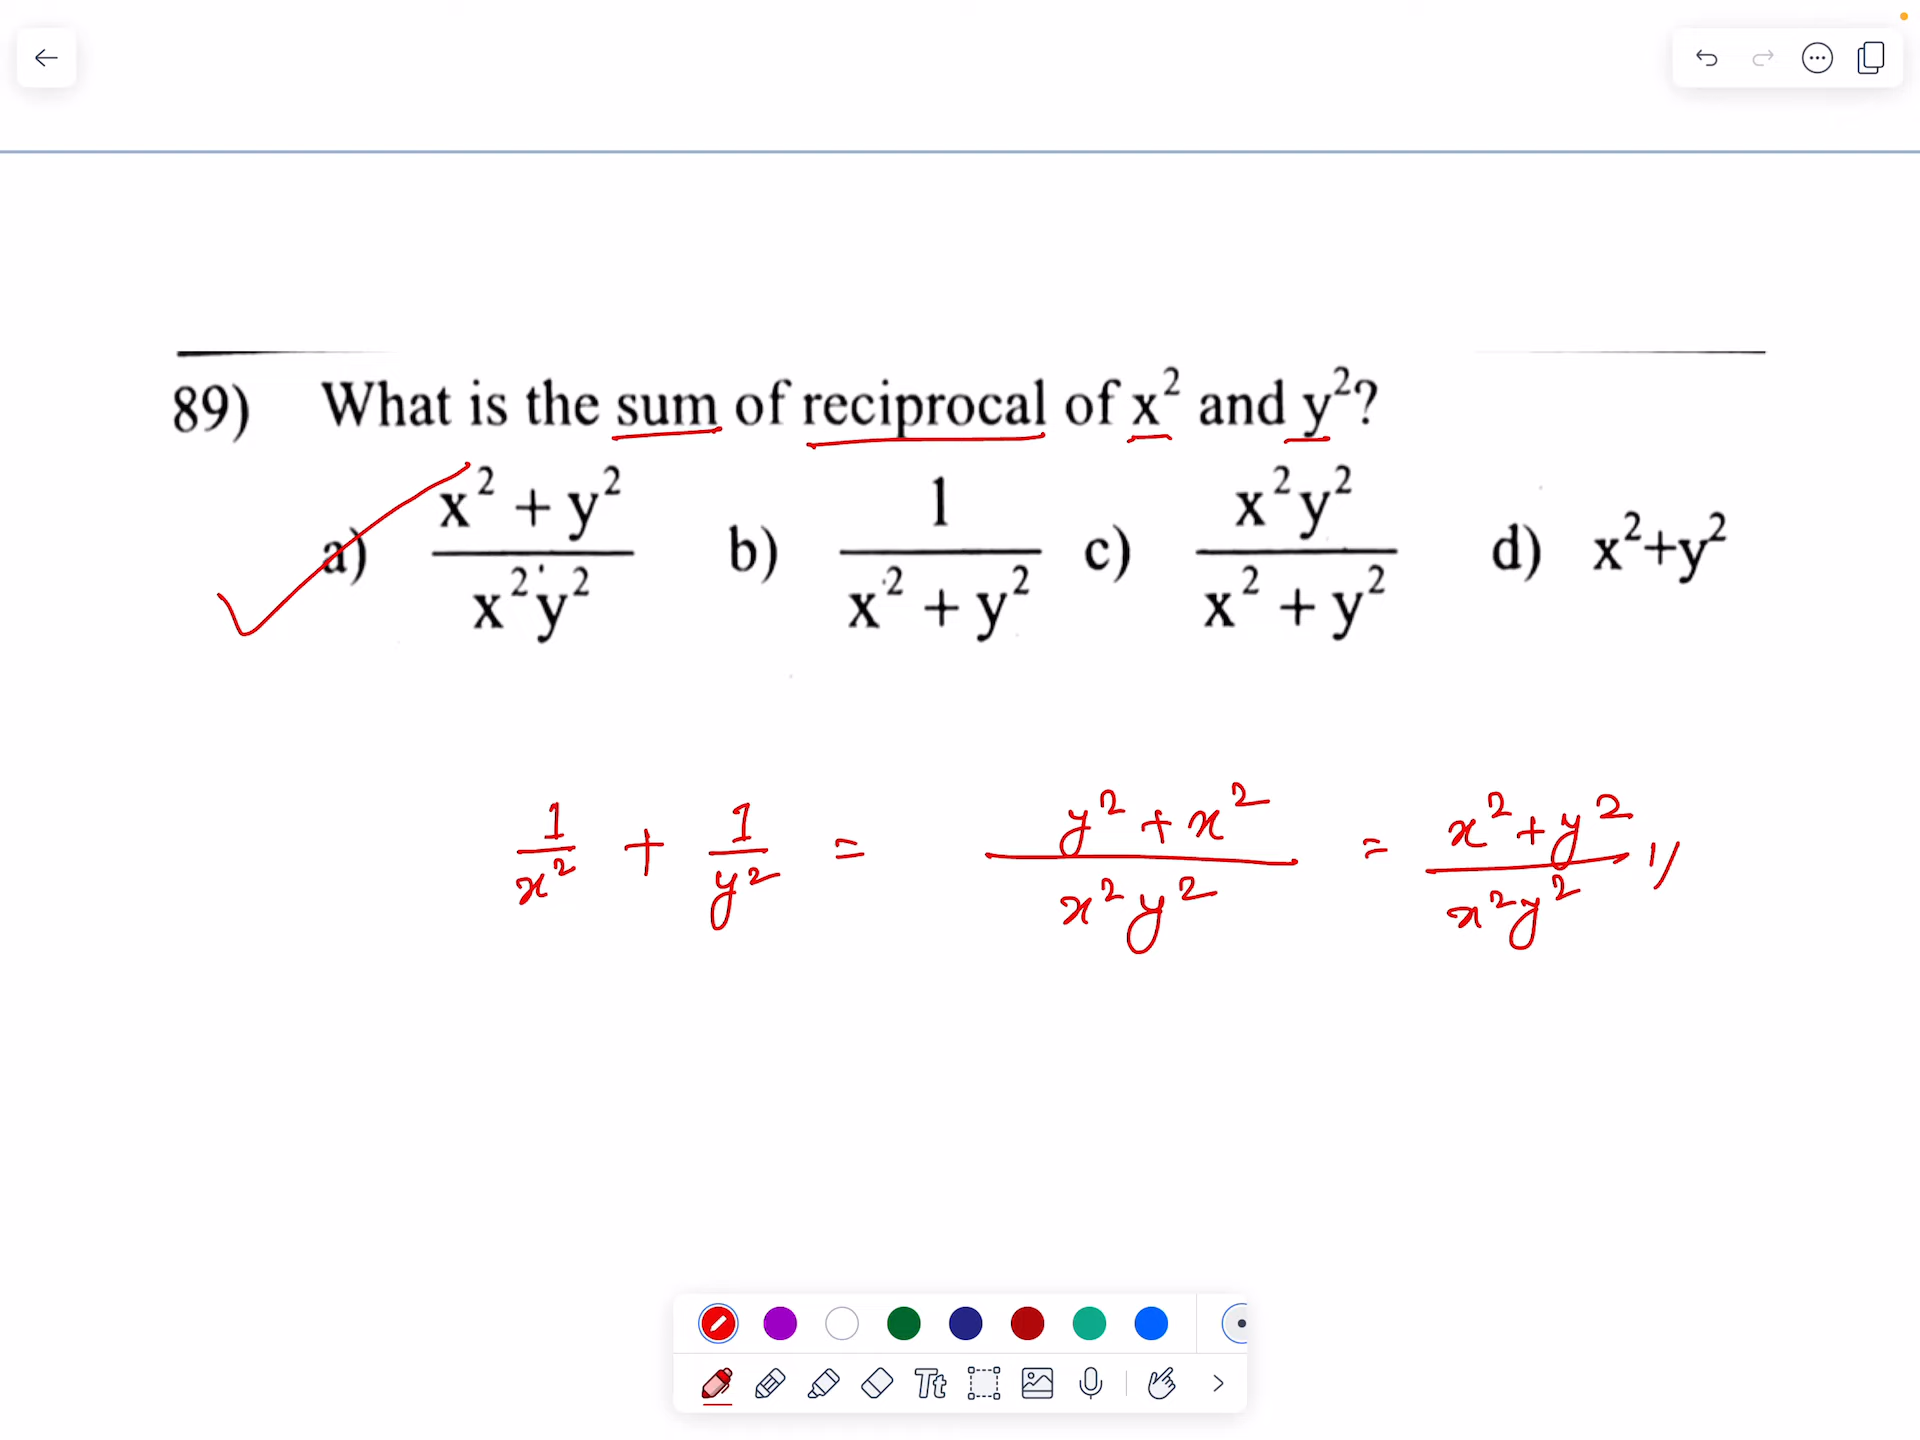 89) What is the sum of reciprocal of x² and y²?
a) (x² + y²)/(x²y²) b) 1/(x² + y²) c) (x²y²)/(x² + y²) d) x²+y²
1/x² + 1/y² = (y² + x²)/(x²y²) = (x² + y²)/(x²y²) //
Tt